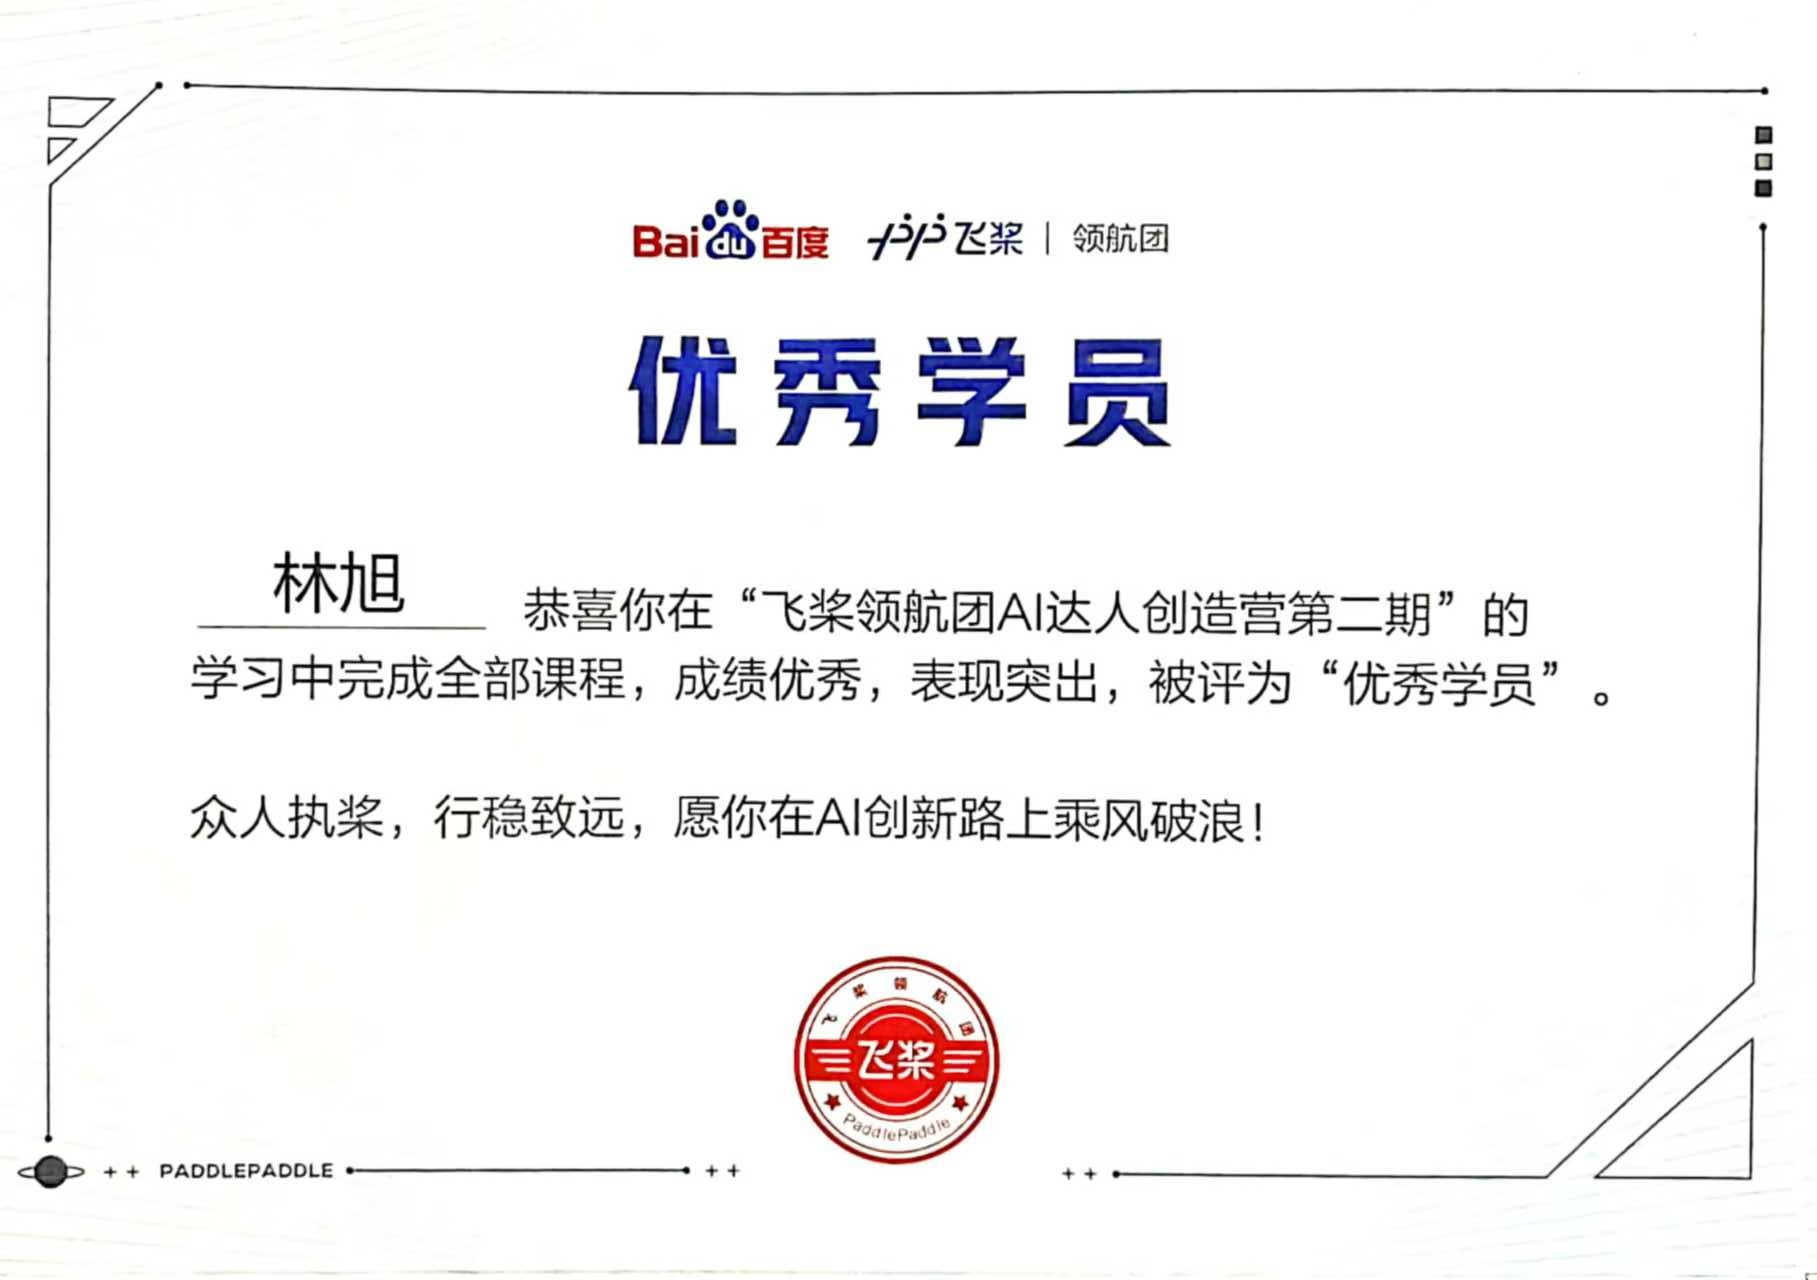 Bai du 百度 飞桨 | 领航团
优秀学员
林旭 恭喜你在“飞桨领航团AI达人创造营第二期”的
学习中完成全部课程，成绩优秀，表现突出，被评为“优秀学员”。
众人执桨，行稳致远，愿你在AI创新路上乘风破浪！
飞桨领航团
飞桨
PaddlePaddle
++ PADDLEPADDLE ++ ++